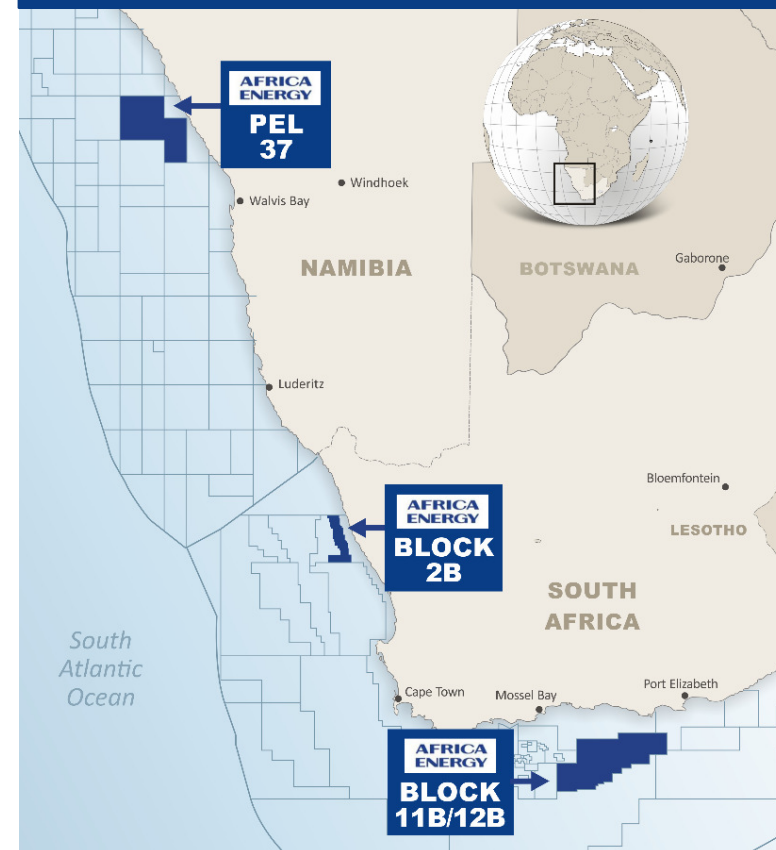 AFRICA
ENERGY
PEL
37
Windhoek
Walvis Bay
NAMIBIA
BOTSWANA
Gaborone
Luderitz
Bloemfontein
LESOTHO
AFRICA
ENERGY
BLOCK
2B
SOUTH
AFRICA
South
Atlantic
Ocean
Cape Town
Mossel Bay
Port Elizabeth
AFRICA
ENERGY
BLOCK
11B/12B